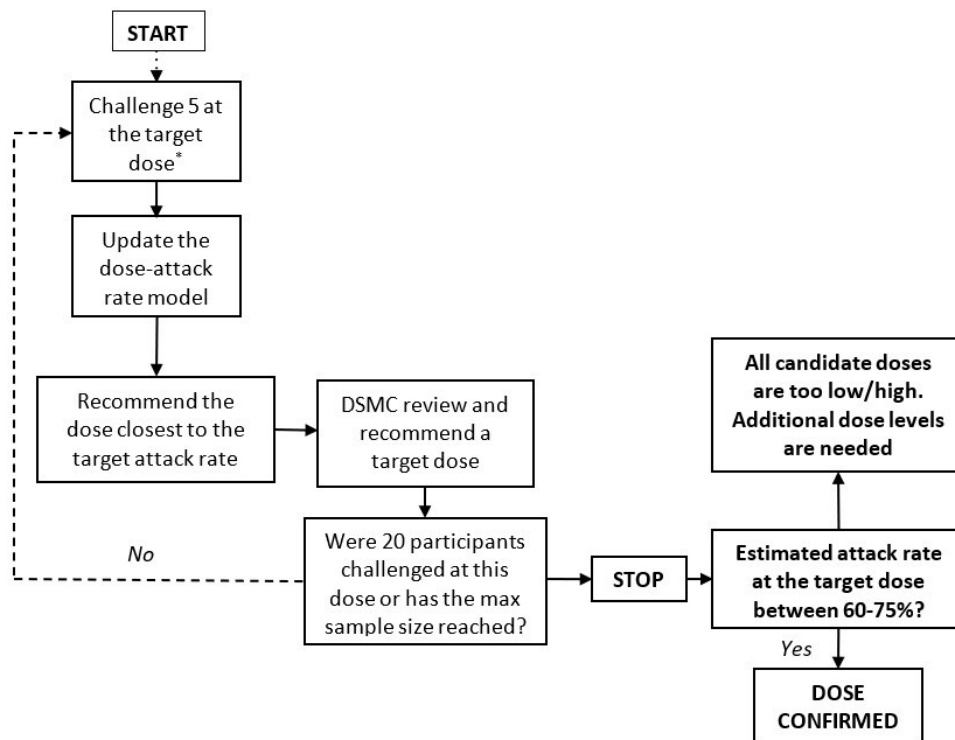 START
Challenge 5 at
the target
dose*
Update the
dose-attack
rate model
Recommend the
dose closest to the
target attack rate
DSMC review and
recommend a
target dose
No
Were 20 participants
challenged at this
dose or has the max
sample size reached?
STOP
All candidate doses
are too low/high.
Additional dose levels
are needed
Estimated attack rate
at the target dose
between 60-75%?
Yes
DOSE
CONFIRMED